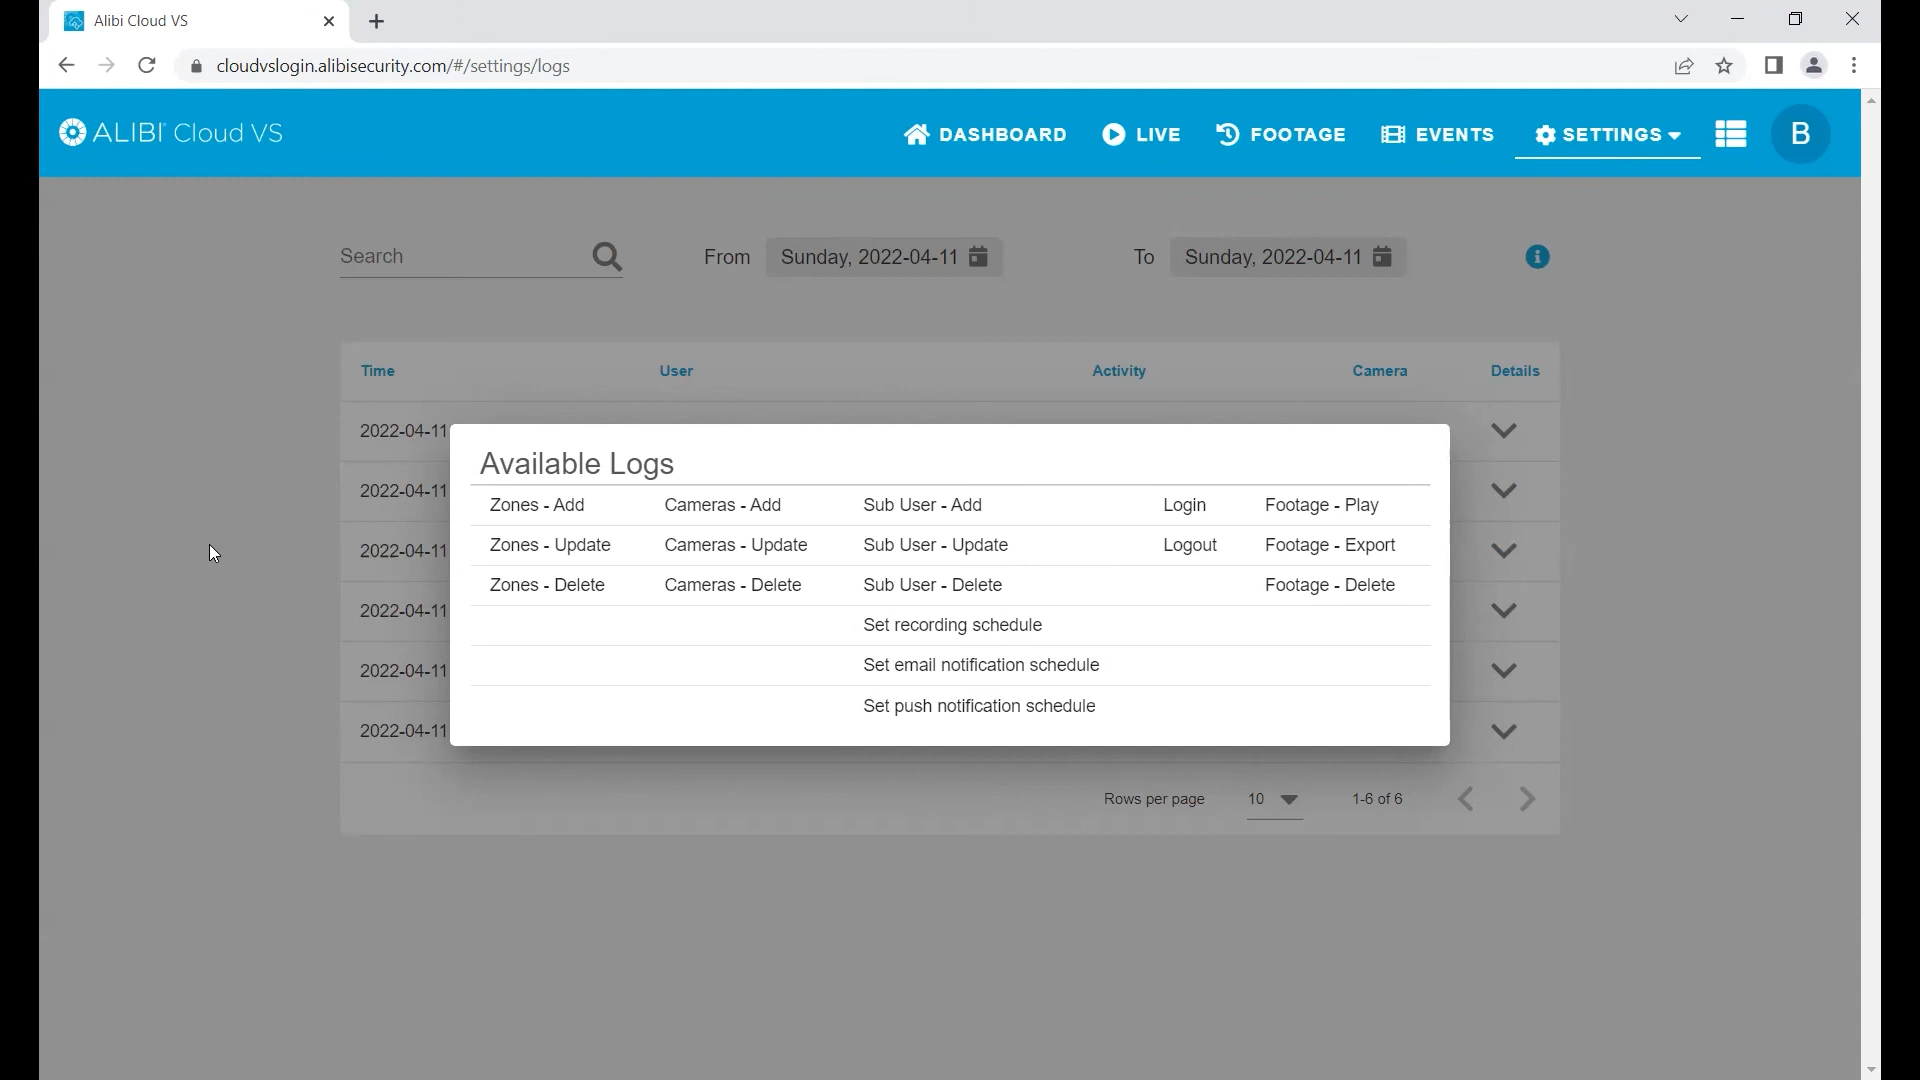 Alibi Cloud VS
cloudvslogin.alibisecurity.com/#/settings/logs
ALIBI Cloud VS
DASHBOARD LIVE FOOTAGE EVENTS SETTINGS B
Search From Sunday, 2022-04-11 To Sunday, 2022-04-11
Time User Activity Camera Details
2022-04-11
Available Logs
2022-04-11
Zones - Add Cameras - Add Sub User - Add Login Footage - Play
Zones - Update Cameras - Update Sub User - Update Logout Footage - Export
2022-04-11
Zones - Delete Cameras - Delete Sub User - Delete Footage - Delete
2022-04-11
Set recording schedule
Set email notification schedule
2022-04-11
Set push notification schedule
2022-04-11
Rows per page 10 1-6 of 6